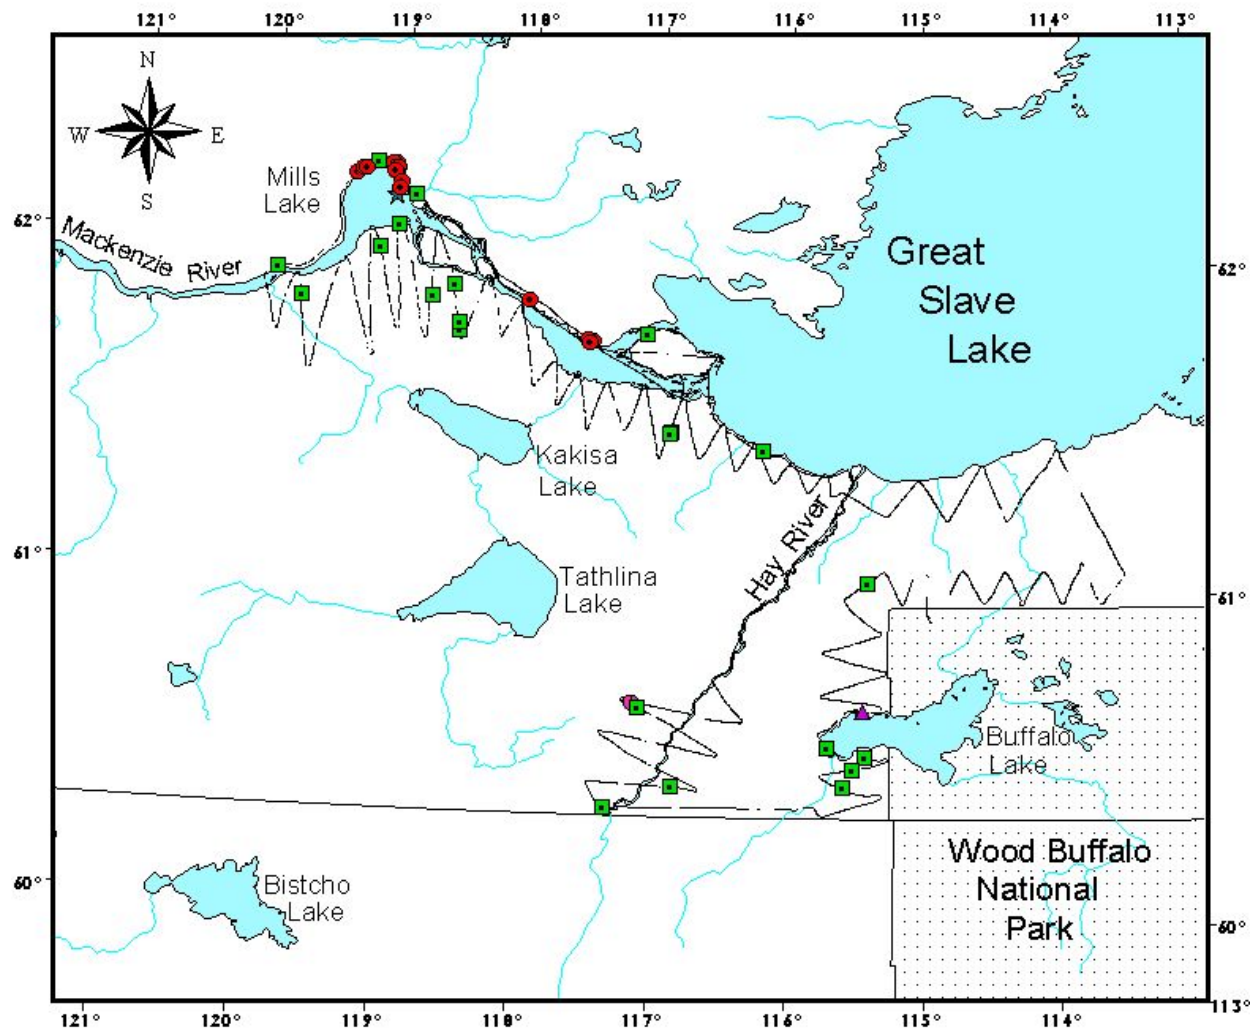 121° 120° 119° 118° 117° 116° 115° 114° 113°
N
W E
S
Mills
Lake
62°
Mackenzie River
Great
Slave
Lake
62°
Kakisa
Lake
Hay River
61°
Tathlina
Lake
61°
Buffalo
Lake
Wood Buffalo
National
Park
60°
Bistcho
Lake
60°
113°
121° 120° 119° 118° 117° 116° 115° 114°